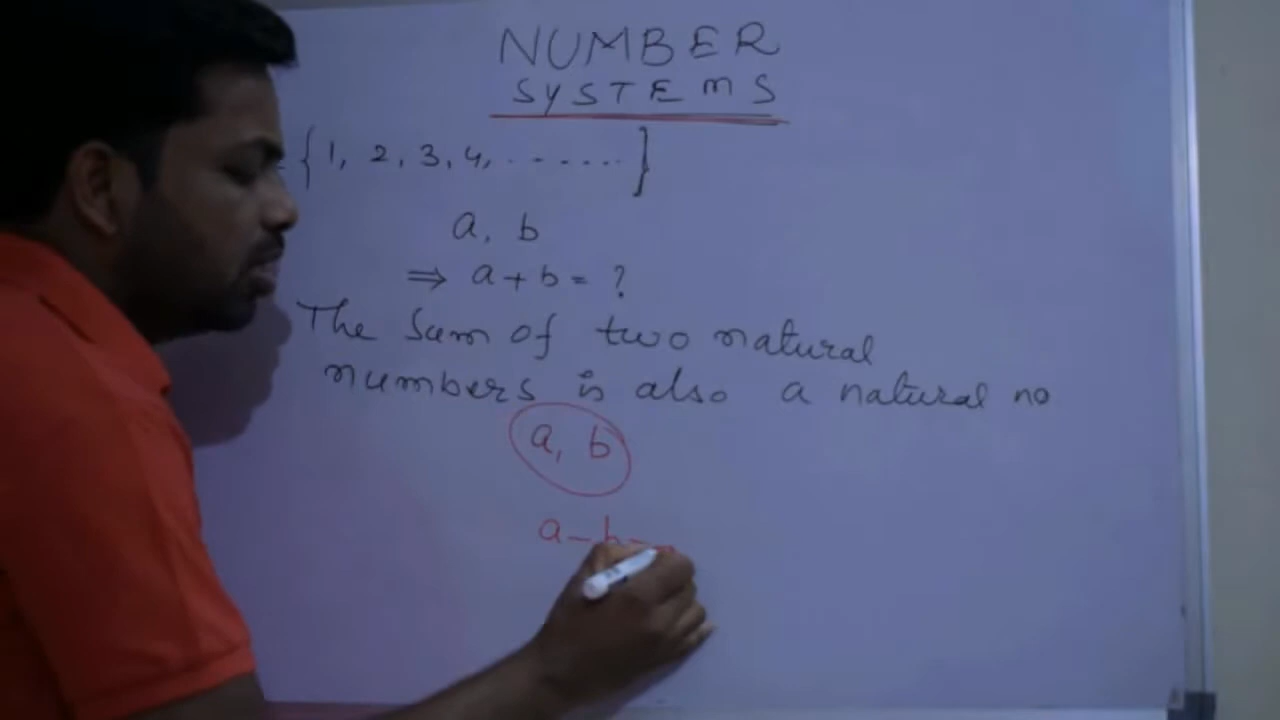 NUMBER
SYSTEMS
{1, 2, 3, 4, .......}
a, b
⇒ a + b = ?
The Sum of two natural
numbers is also a natural no
a, b
a - b